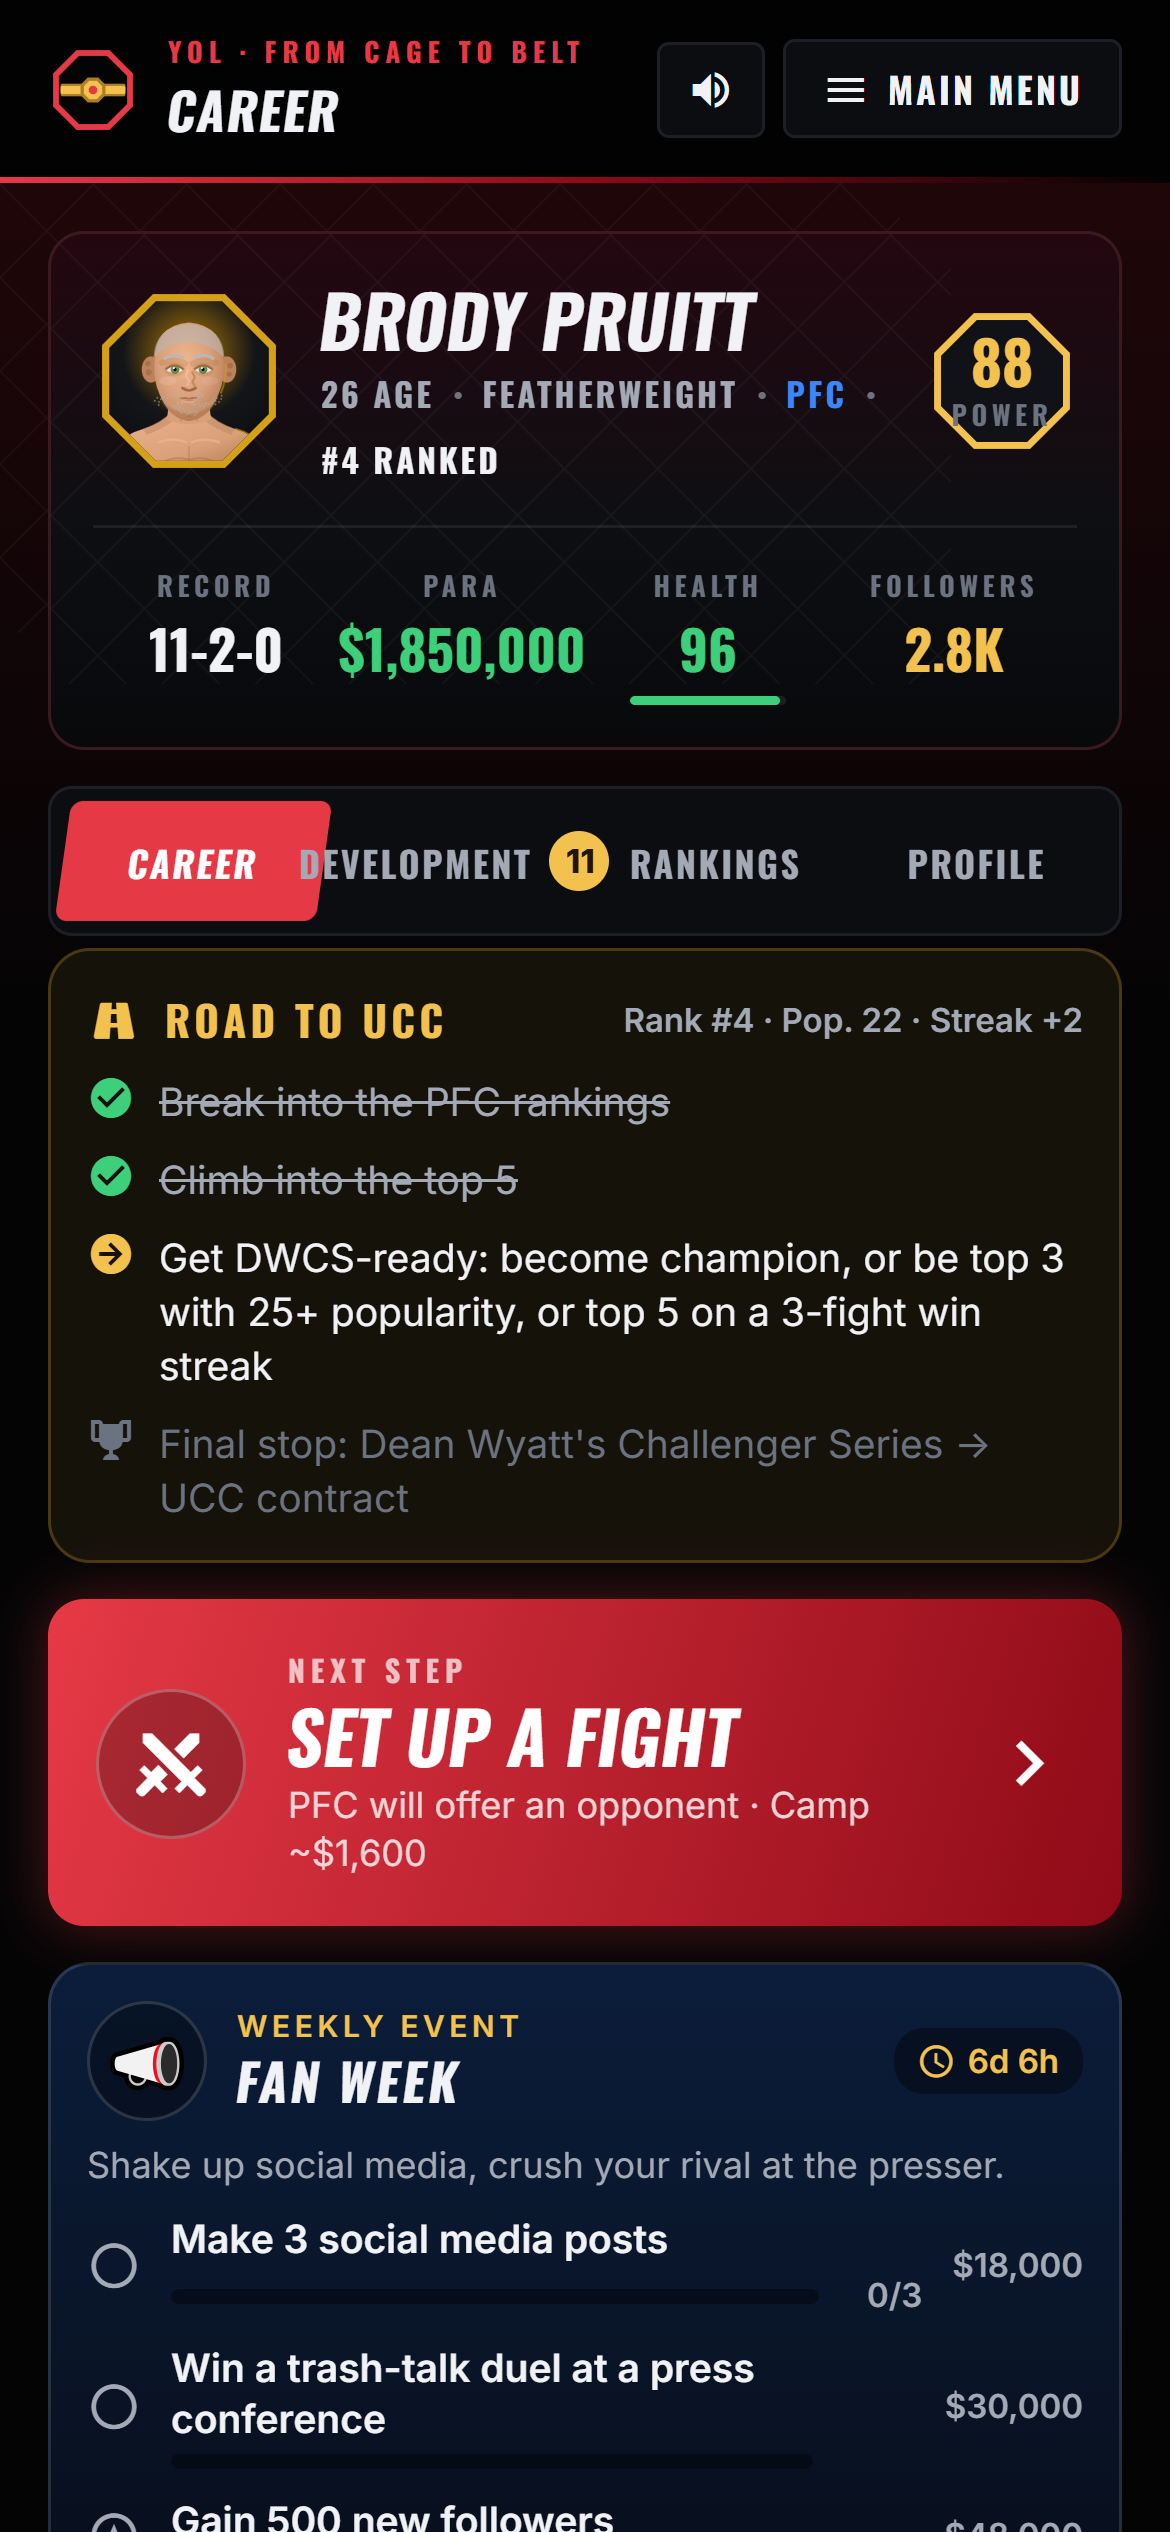 YOL · FROM CAGE TO BELT
CAREER
MAIN MENU
BRODY PRUITT
26 AGE · FEATHERWEIGHT · PFC ·
#4 RANKED
88
POWER
RECORD
11-2-0
PARA
$1,850,000
HEALTH
96
FOLLOWERS
2.8K
CAREER
DEVELOPMENT 11
RANKINGS
PROFILE
ROAD TO UCC
Rank #4 · Pop. 22 · Streak +2
Break into the PFC rankings
Climb into the top 5
Get DWCS-ready: become champion, or be top 3
with 25+ popularity, or top 5 on a 3-fight win
streak
Final stop: Dean Wyatt's Challenger Series →
UCC contract
NEXT STEP
SET UP A FIGHT
PFC will offer an opponent · Camp
~$1,600
WEEKLY EVENT
FAN WEEK
6d 6h
Shake up social media, crush your rival at the presser.
Make 3 social media posts
0/3
$18,000
Win a trash-talk duel at a press
conference
$30,000
Gain 500 new followers
$48,000